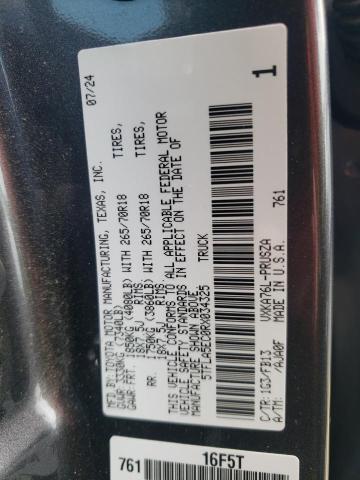 MFD. BY: TOYOTA MOTOR MANUFACTURING, TEXAS, INC. 07/24
GVWR 3330KG (7340LB)
GAWR FRT. 1850KG (4080LB) WITH 265/70R18 TIRES,
18X7.5J RIMS.
RR. 1750KG (3860LB) WITH 265/70R18 TIRES,
18X7.5J RIMS.
THIS VEHICLE CONFORMS TO ALL APPLICABLE FEDERAL MOTOR
VEHICLE SAFETY STANDARDS IN EFFECT ON THE DATE OF
MANUFACTURE SHOWN ABOVE.
5TFLA5EC0RX034325 TRUCK
761
C/TR: 1G3/FB13 VXKA76L-PRUSZA
A/TM: -/AJA0F MADE IN U.S.A. 1
761 16F5T